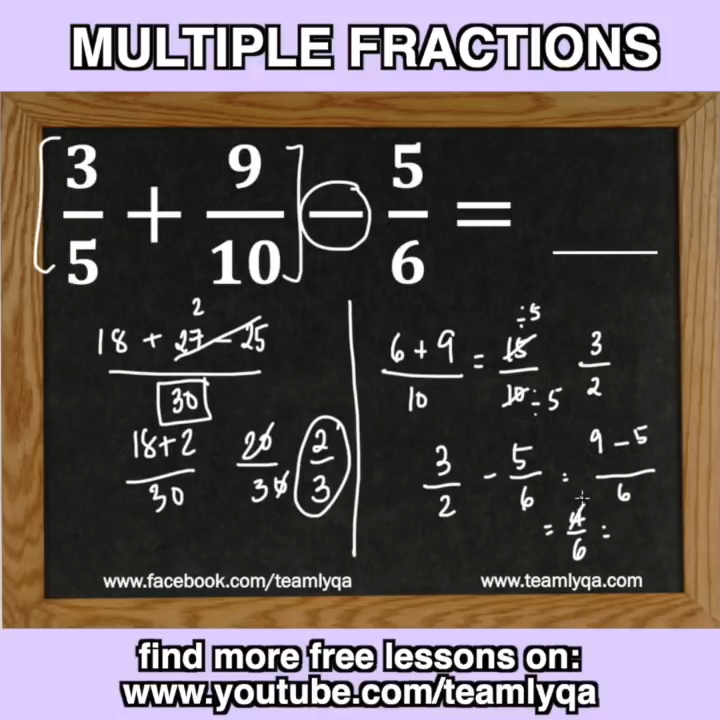 MULTIPLE FRACTIONS
[3/5 + 9/10] − 5/6 = ____
2
18 + 27 − 25
30
18+2
30
20
30
2
3
÷5
6+9
10
=
15
10
÷5
3
2
3/2 − 5/6 =
9 − 5
6
= 4/6 =
www.facebook.com/teamlyqa
www.teamlyqa.com
find more free lessons on:
www.youtube.com/teamlyqa